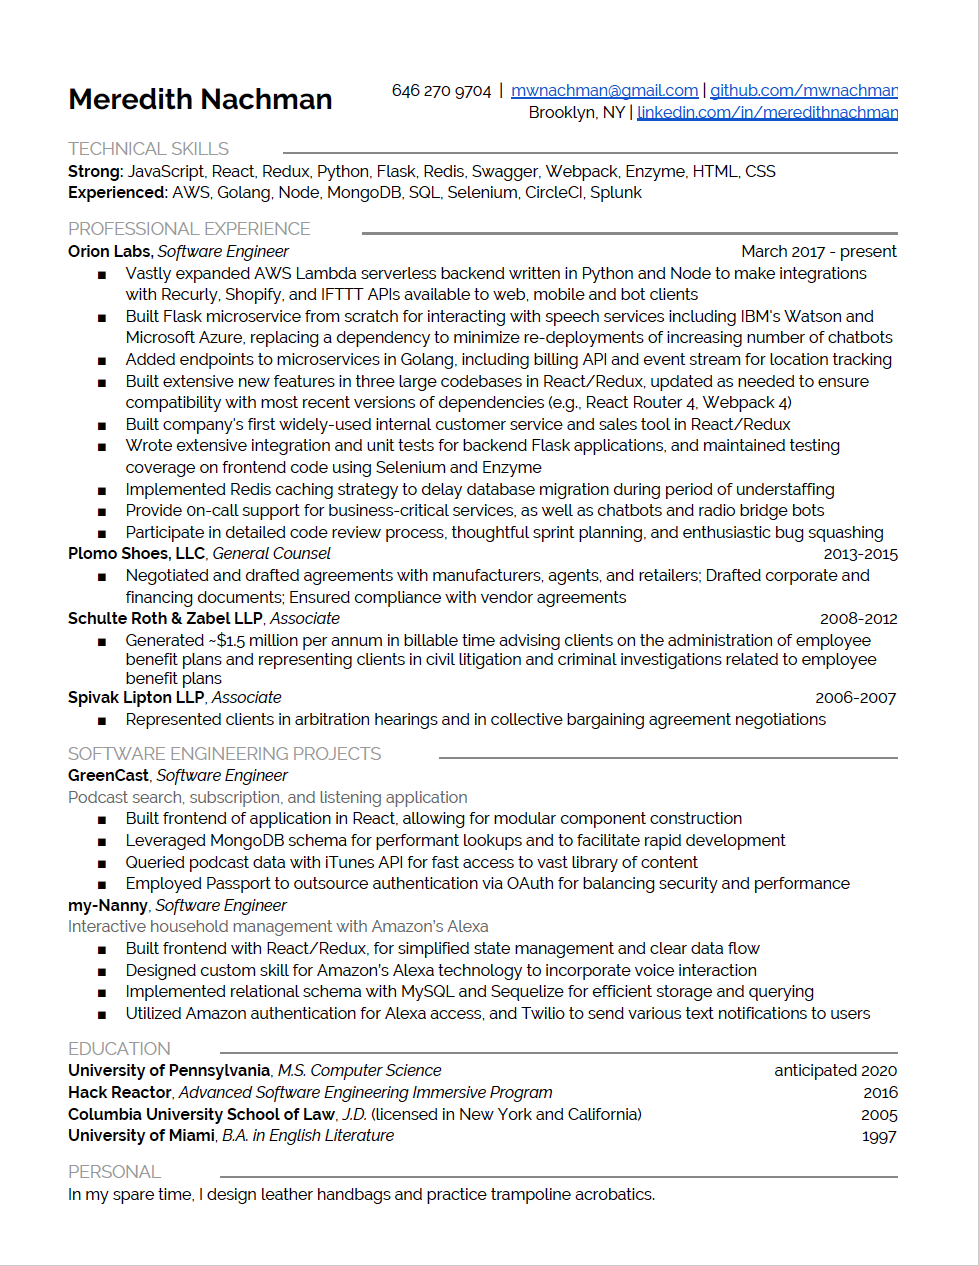 Meredith Nachman
646 270 9704 | mwnachman@gmail.com | github.com/mwnachman
Brooklyn, NY | linkedin.com/in/meredithnachman
TECHNICAL SKILLS
Strong: JavaScript, React, Redux, Python, Flask, Redis, Swagger, Webpack, Enzyme, HTML, CSS
Experienced: AWS, Golang, Node, MongoDB, SQL, Selenium, CircleCI, Splunk
PROFESSIONAL EXPERIENCE
Orion Labs, Software Engineer March 2017 - present
■ Vastly expanded AWS Lambda serverless backend written in Python and Node to make integrations
with Recurly, Shopify, and IFTTT APIs available to web, mobile and bot clients
■ Built Flask microservice from scratch for interacting with speech services including IBM's Watson and
Microsoft Azure, replacing a dependency to minimize re-deployments of increasing number of chatbots
■ Added endpoints to microservices in Golang, including billing API and event stream for location tracking
■ Built extensive new features in three large codebases in React/Redux, updated as needed to ensure
compatibility with most recent versions of dependencies (e.g., React Router 4, Webpack 4)
■ Built company's first widely-used internal customer service and sales tool in React/Redux
■ Wrote extensive integration and unit tests for backend Flask applications, and maintained testing
coverage on frontend code using Selenium and Enzyme
■ Implemented Redis caching strategy to delay database migration during period of understaffing
■ Provide 0n-call support for business-critical services, as well as chatbots and radio bridge bots
■ Participate in detailed code review process, thoughtful sprint planning, and enthusiastic bug squashing
Plomo Shoes, LLC, General Counsel 2013-2015
■ Negotiated and drafted agreements with manufacturers, agents, and retailers; Drafted corporate and
financing documents; Ensured compliance with vendor agreements
Schulte Roth & Zabel LLP, Associate 2008-2012
■ Generated ~$1.5 million per annum in billable time advising clients on the administration of employee
benefit plans and representing clients in civil litigation and criminal investigations related to employee
benefit plans
Spivak Lipton LLP, Associate 2006-2007
■ Represented clients in arbitration hearings and in collective bargaining agreement negotiations
SOFTWARE ENGINEERING PROJECTS
GreenCast, Software Engineer
Podcast search, subscription, and listening application
■ Built frontend of application in React, allowing for modular component construction
■ Leveraged MongoDB schema for performant lookups and to facilitate rapid development
■ Queried podcast data with iTunes API for fast access to vast library of content
■ Employed Passport to outsource authentication via OAuth for balancing security and performance
my-Nanny, Software Engineer
Interactive household management with Amazon's Alexa
■ Built frontend with React/Redux, for simplified state management and clear data flow
■ Designed custom skill for Amazon's Alexa technology to incorporate voice interaction
■ Implemented relational schema with MySQL and Sequelize for efficient storage and querying
■ Utilized Amazon authentication for Alexa access, and Twilio to send various text notifications to users
EDUCATION
University of Pennsylvania, M.S. Computer Science anticipated 2020
Hack Reactor, Advanced Software Engineering Immersive Program 2016
Columbia University School of Law, J.D. (licensed in New York and California) 2005
University of Miami, B.A. in English Literature 1997
PERSONAL
In my spare time, I design leather handbags and practice trampoline acrobatics.